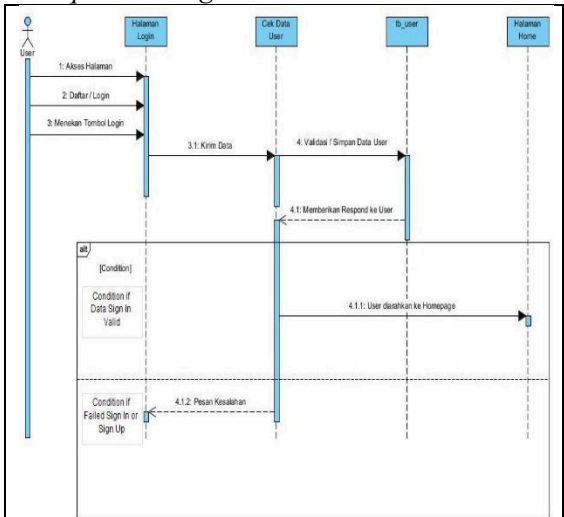 User
Halaman
Login
Cek Data
User
tb_user
Halaman
Home
1: Akses Halaman
2: Daftar / Login
3: Menekan Tombol Login
3.1: Kirim Data
4: Validasi / Simpan Data User
4.1: Memberikan Respond ke User
alt
[Condition]
Condition if
Data Sign In
Valid
4.1.1: User diarahkan ke Homepage
Condition if
Failed Sign In or
Sign Up
4.1.2: Pesan Kesalahan